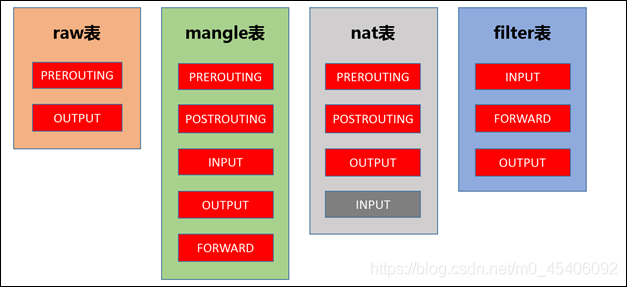 raw表
PREROUTING
OUTPUT
mangle表
PREROUTING
POSTROUTING
INPUT
OUTPUT
FORWARD
nat表
PREROUTING
POSTROUTING
OUTPUT
INPUT
filter表
INPUT
FORWARD
OUTPUT
https://blog.csdn.net/m0_45406092